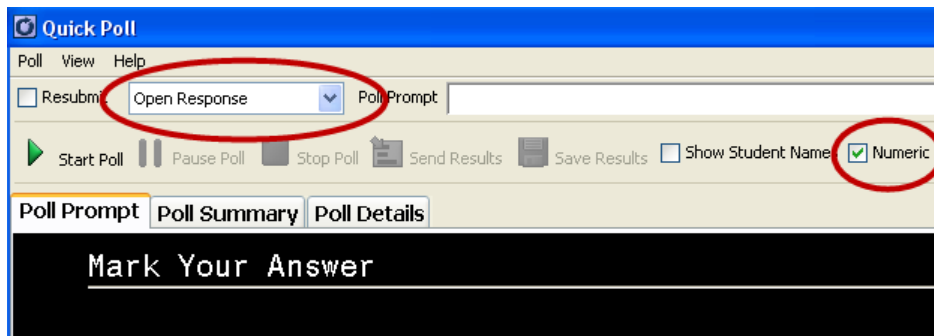 Quick Poll
Poll View Help
Resubmit Open Response Poll Prompt
Start Poll Pause Poll Stop Poll Send Results Save Results Show Student Names Numeric
Poll Prompt Poll Summary Poll Details
Mark Your Answer